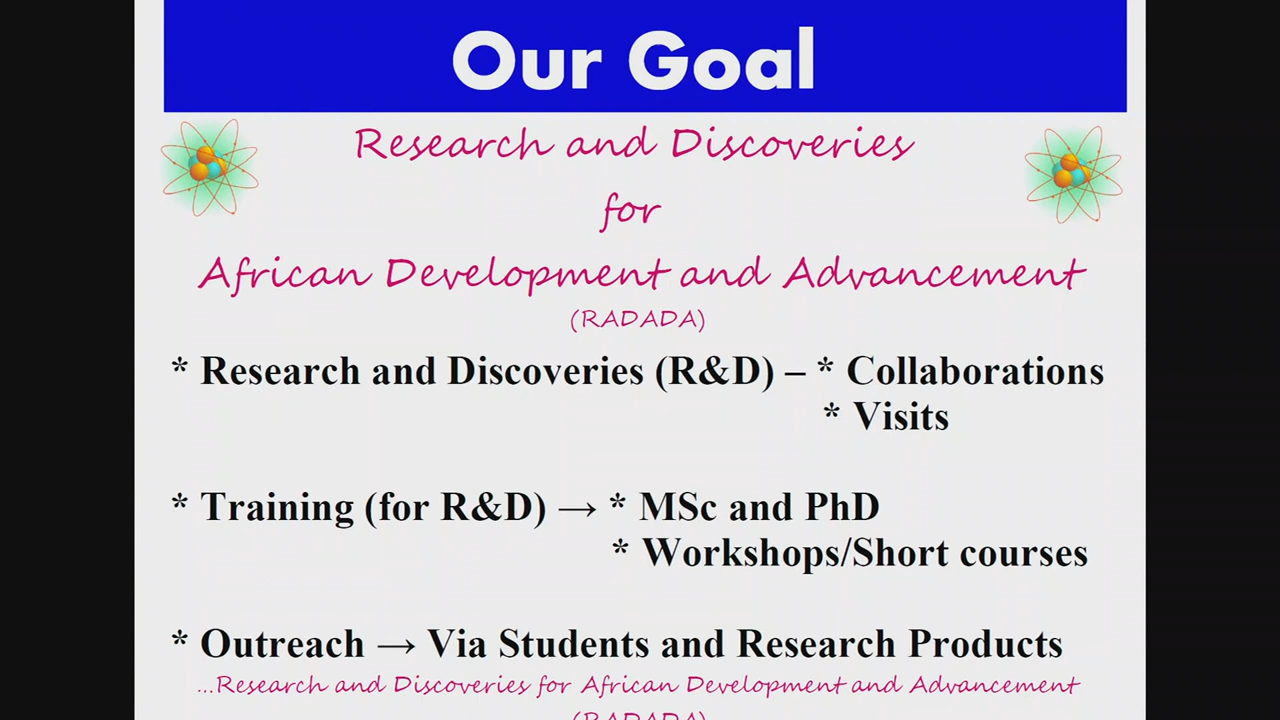 Our Goal
Research and Discoveries
for
African Development and Advancement
(RADADA)
* Research and Discoveries (R&D) – * Collaborations
* Visits
* Training (for R&D) → * MSc and PhD
* Workshops/Short courses
* Outreach → Via Students and Research Products
...Research and Discoveries for African Development and Advancement
(RADADA)